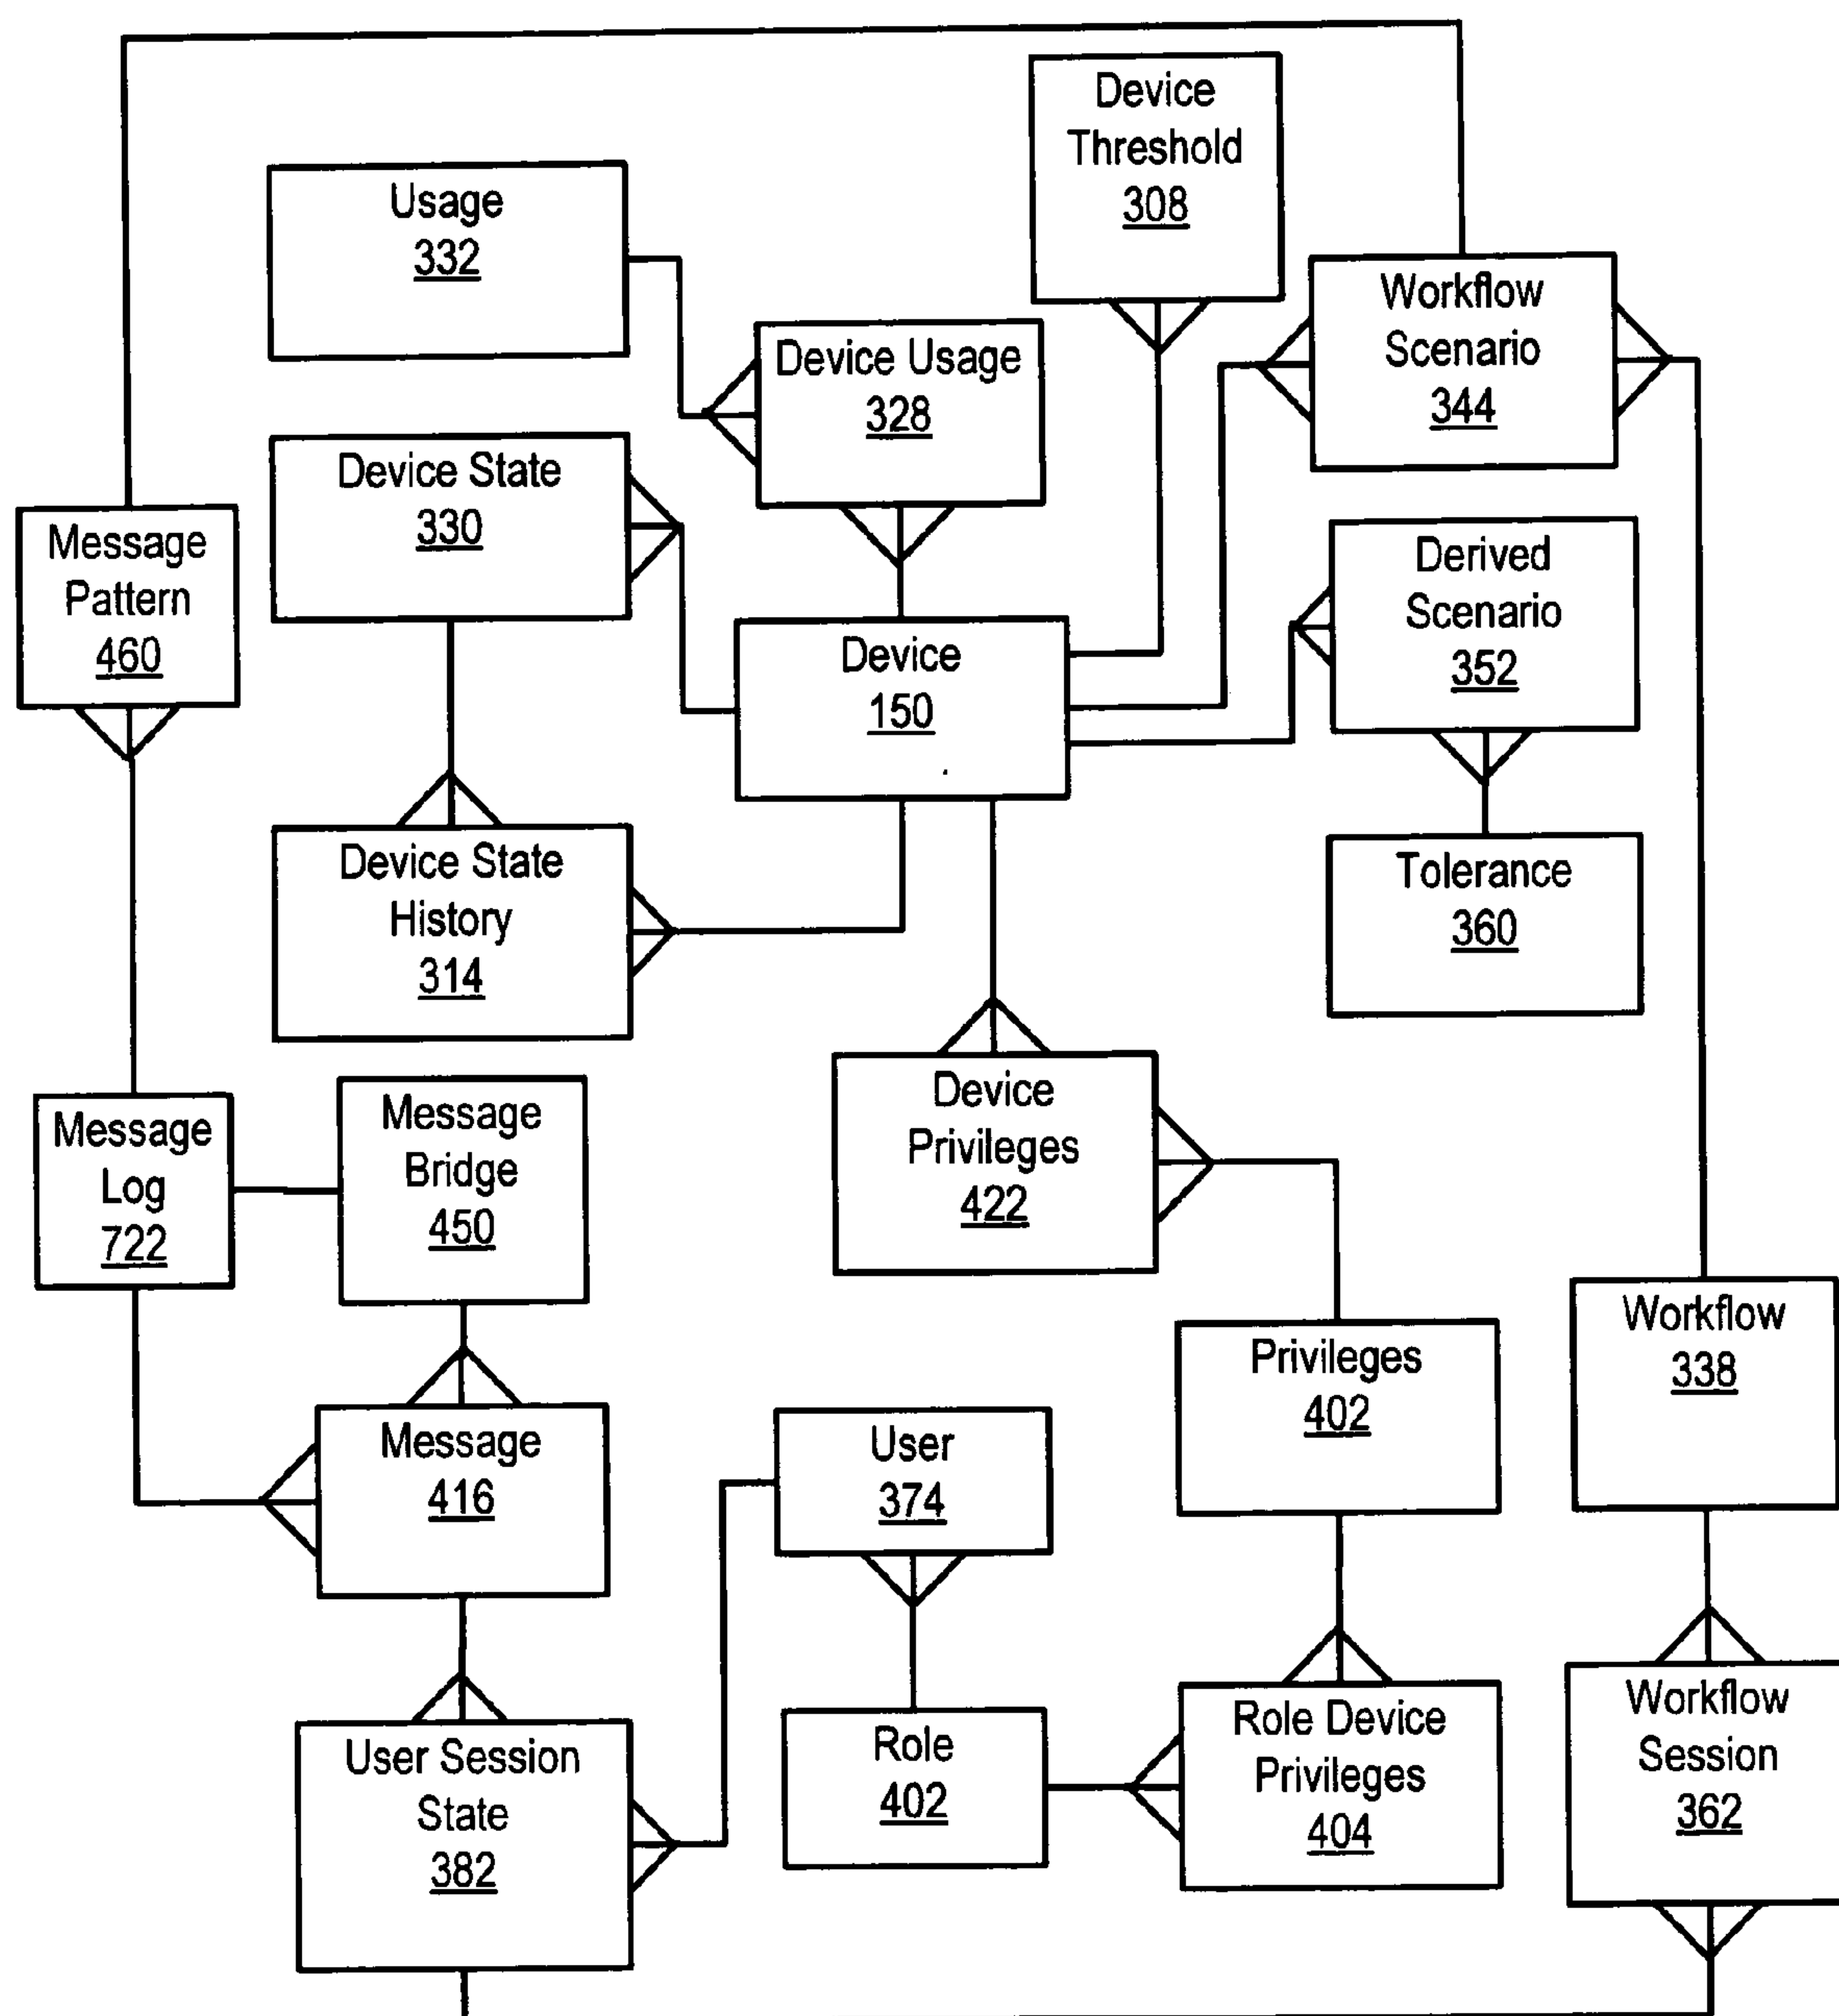 Device
Threshold
308
Usage
332
Workflow
Scenario
344
Device Usage
328
Device State
330
Message
Pattern
460
Derived
Scenario
352
Device
150
Device State
History
314
Tolerance
360
Message
Log
722
Message
Bridge
450
Device
Privileges
422
Workflow
338
Privileges
402
Message
416
User
374
User Session
State
382
Role
402
Role Device
Privileges
404
Workflow
Session
362